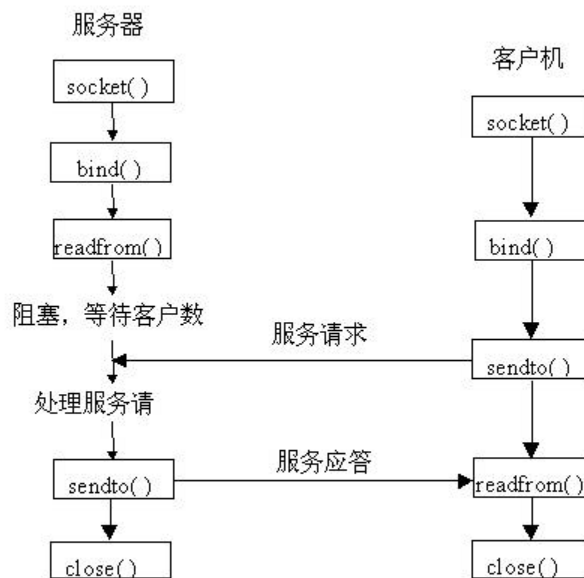 服务器
客户机
socket()
socket()
bind()
bind()
readfrom()
阻塞，等待客户数
服务请求
sendto()
处理服务请
服务应答
sendto()
readfrom()
close()
close()